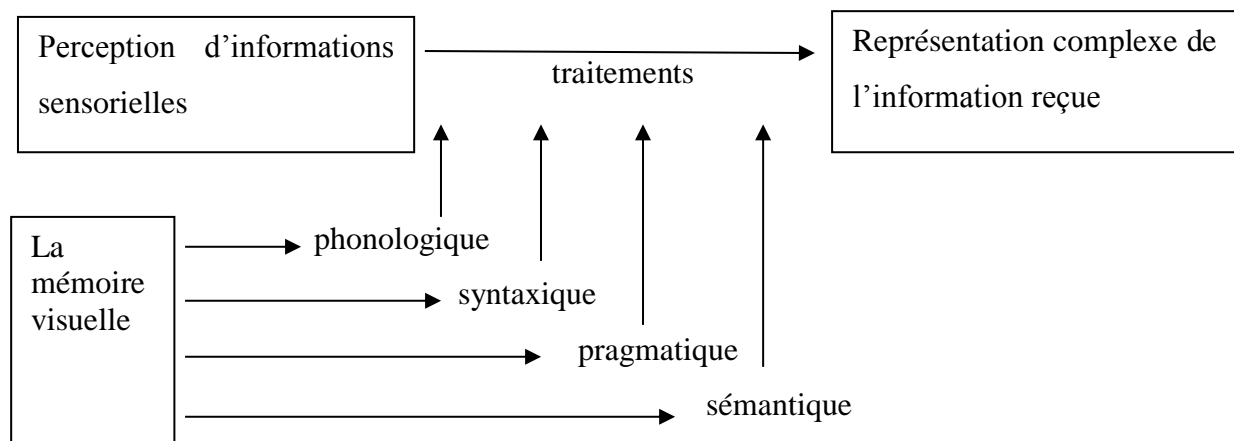 Perception d’informations
sensorielles
traitements
Représentation complexe de
l’information reçue
La
mémoire
visuelle
phonologique
syntaxique
pragmatique
sémantique